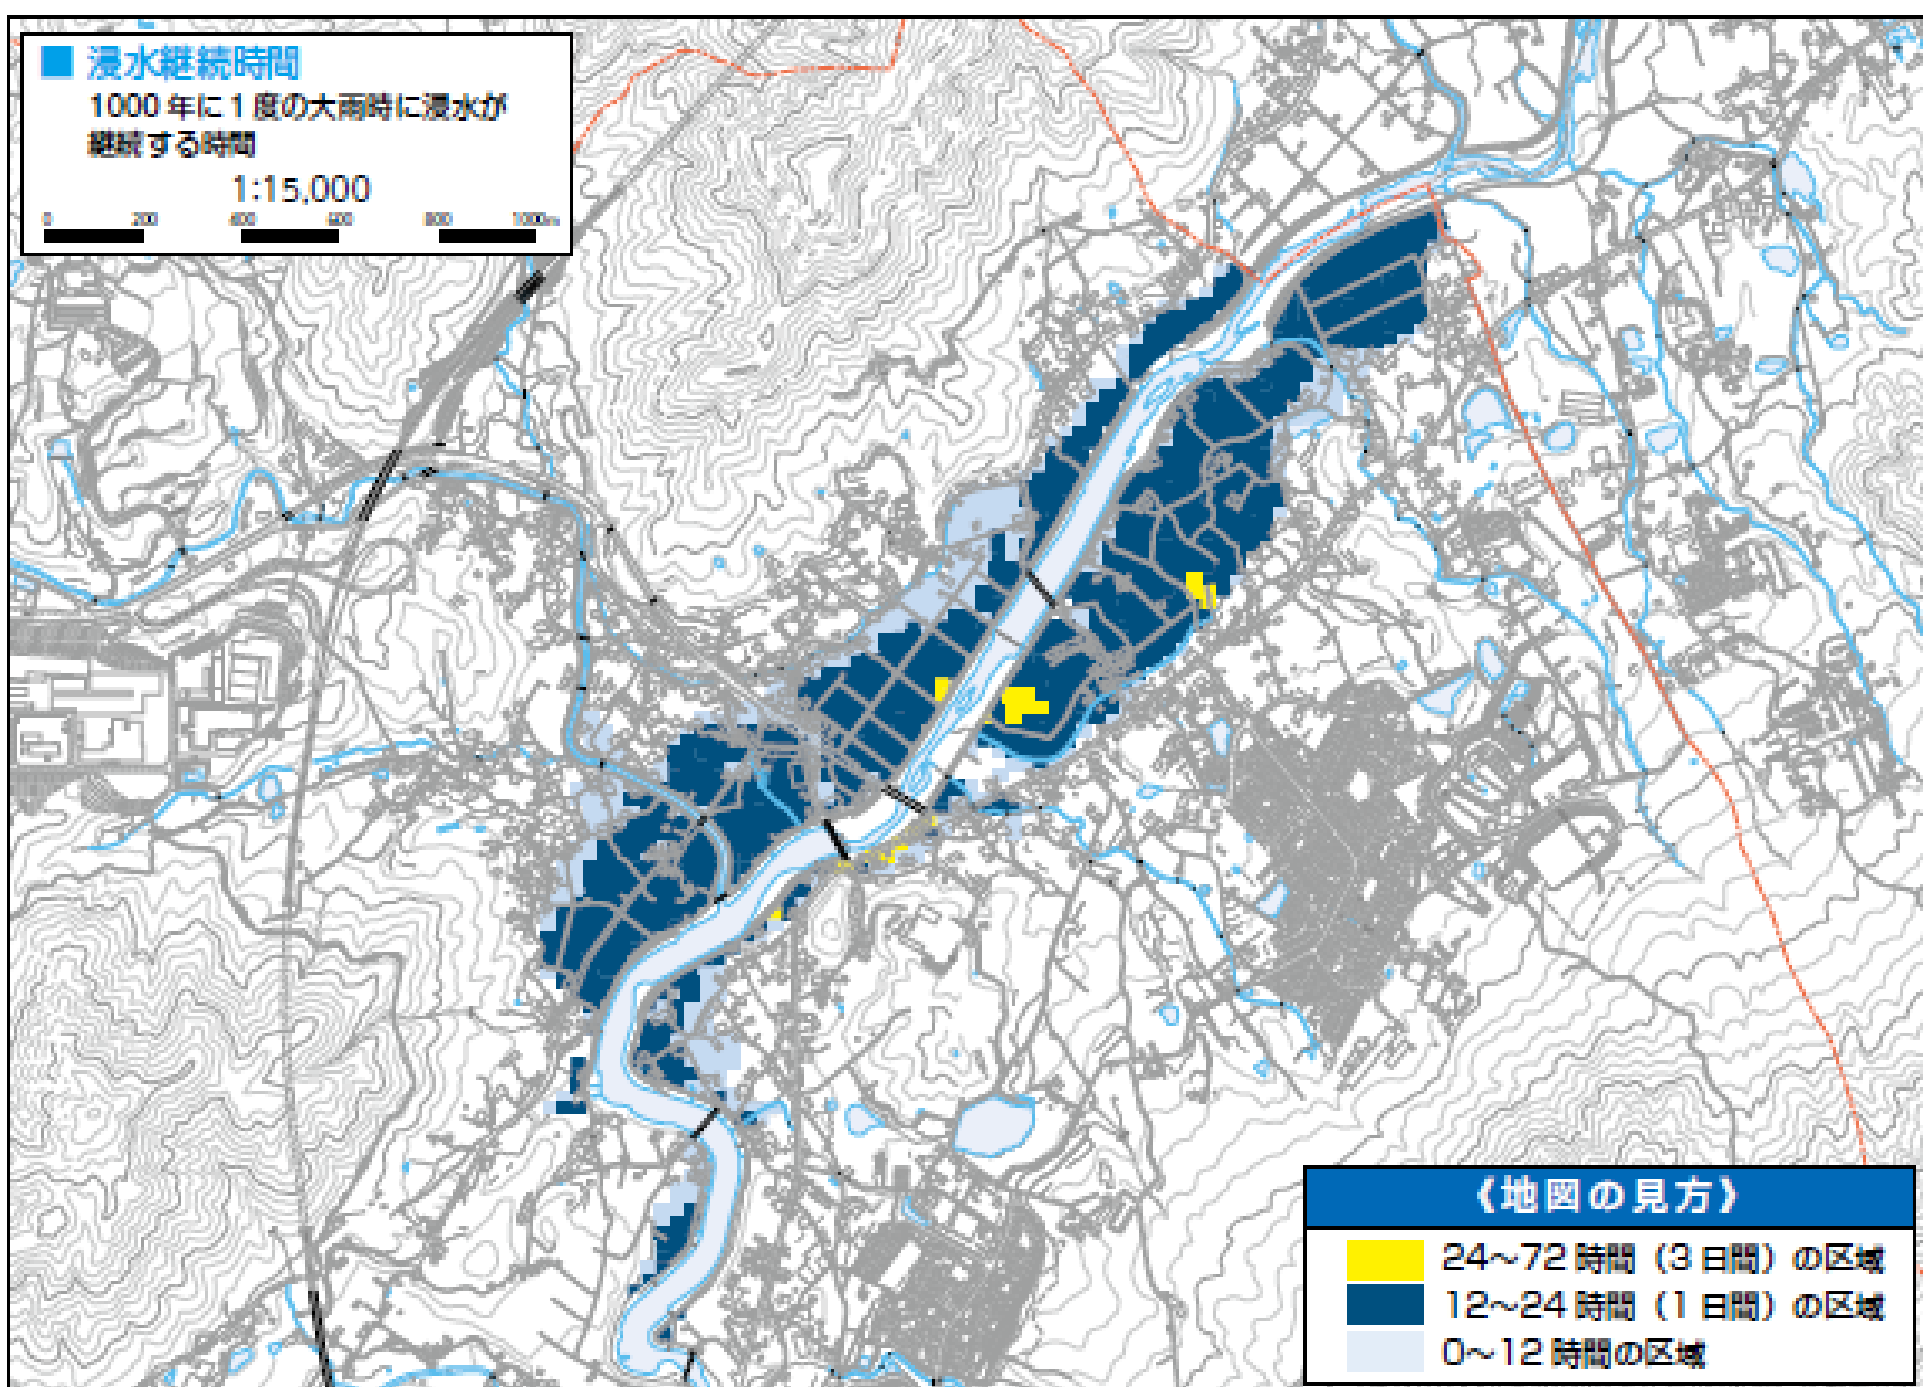 浸水継続時間
1000年に1度の大雨時に浸水が
継続する時間
1:15,000
0 200 400 600 800 1000m
《地図の見方》
24～72時間（3日間）の区域
12～24時間（1日間）の区域
0～12時間の区域